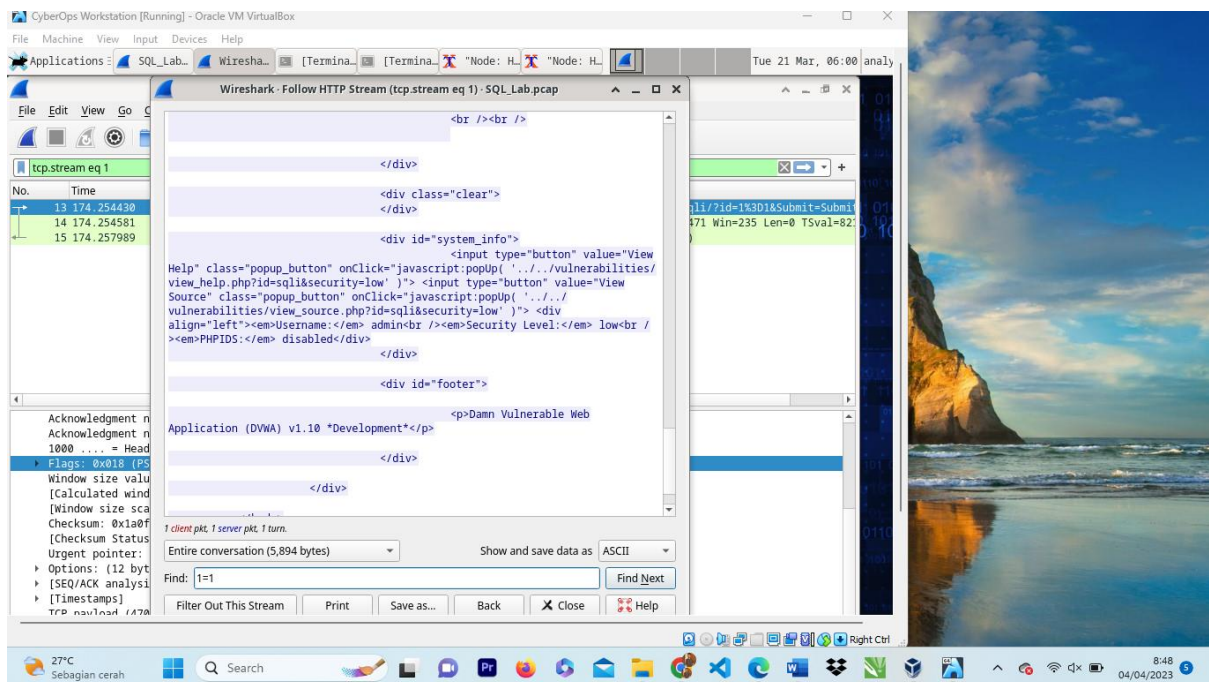 CyberOps Workstation [Running] - Oracle VM VirtualBox
File Machine View Input Devices Help
Applications SQL_Lab… Wiresha… [Termina… [Termina… "Node: H… "Node: H… Tue 21 Mar, 06:00 analy
Wireshark · Follow HTTP Stream (tcp.stream eq 1) · SQL_Lab.pcap
File Edit View Go C
tcp.stream eq 1
No. Time
13 174.254430
14 174.254581
15 174.257989
qli/?id=1%3D1&Submit=Submit
471 Win=235 Len=0 TSval=82
)
<br /><br />
</div>
<div class="clear">
</div>
<div id="system_info">
<input type="button" value="View
Help" class="popup_button" onClick="javascript:popUp( '../../vulnerabilities/
view_help.php?id=sqli&security=low' )"> <input type="button" value="View
Source" class="popup_button" onClick="javascript:popUp( '../../
vulnerabilities/view_source.php?id=sqli&security=low' )"> <div
align="left"><em>Username:</em> admin<br /><em>Security Level:</em> low<br /
><em>PHPIDS:</em> disabled</div>
</div>
<div id="footer">
<p>Damn Vulnerable Web
Application (DVWA) v1.10 *Development*</p>
</div>
</div>
1 client pkt, 1 server pkt, 1 turn.
Entire conversation (5,894 bytes) Show and save data as ASCII
Find: 1=1 Find Next
Filter Out This Stream Print Save as… Back Close Help
Acknowledgment n
Acknowledgment n
1000 .... = Head
Flags: 0x018 (PS
Window size valu
[Calculated wind
[Window size sca
Checksum: 0x1a0f
[Checksum Status
Urgent pointer:
Options: (12 byt
[SEQ/ACK analysi
[Timestamps]
TCP payload (470
Right Ctrl
27°C
Sebagian cerah
Search
8:48
04/04/2023
5